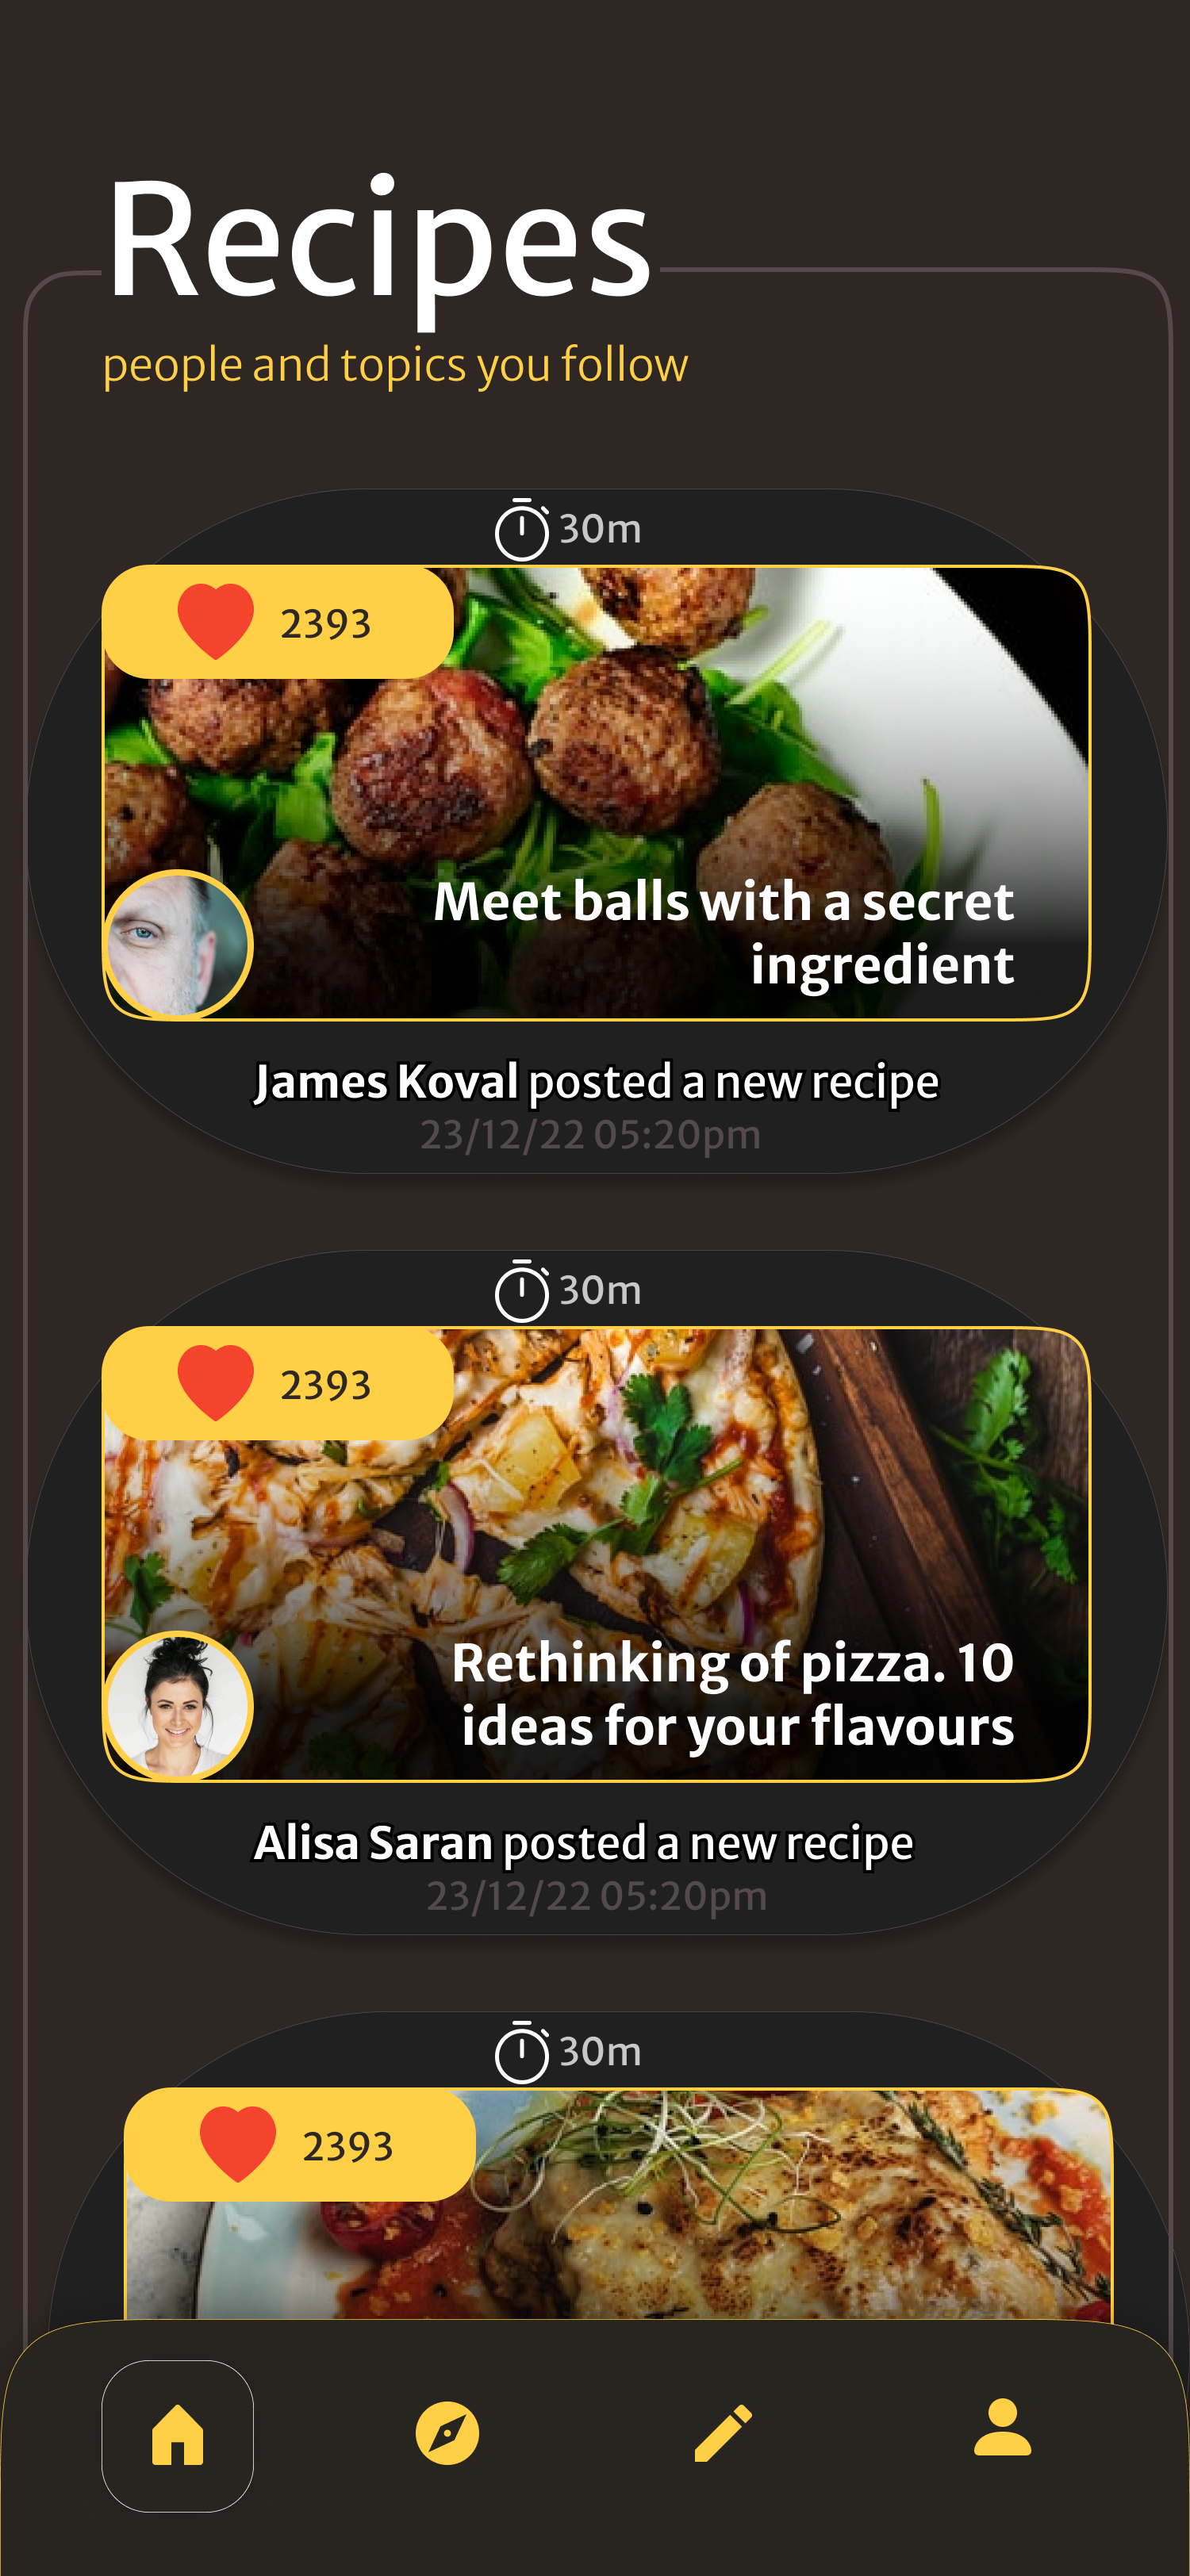 Recipes
people and topics you follow
30m
2393
Meet balls with a secret
ingredient
James Koval posted a new recipe
23/12/22 05:20pm
30m
2393
Rethinking of pizza. 10
ideas for your flavours
Alisa Saran posted a new recipe
23/12/22 05:20pm
30m
2393